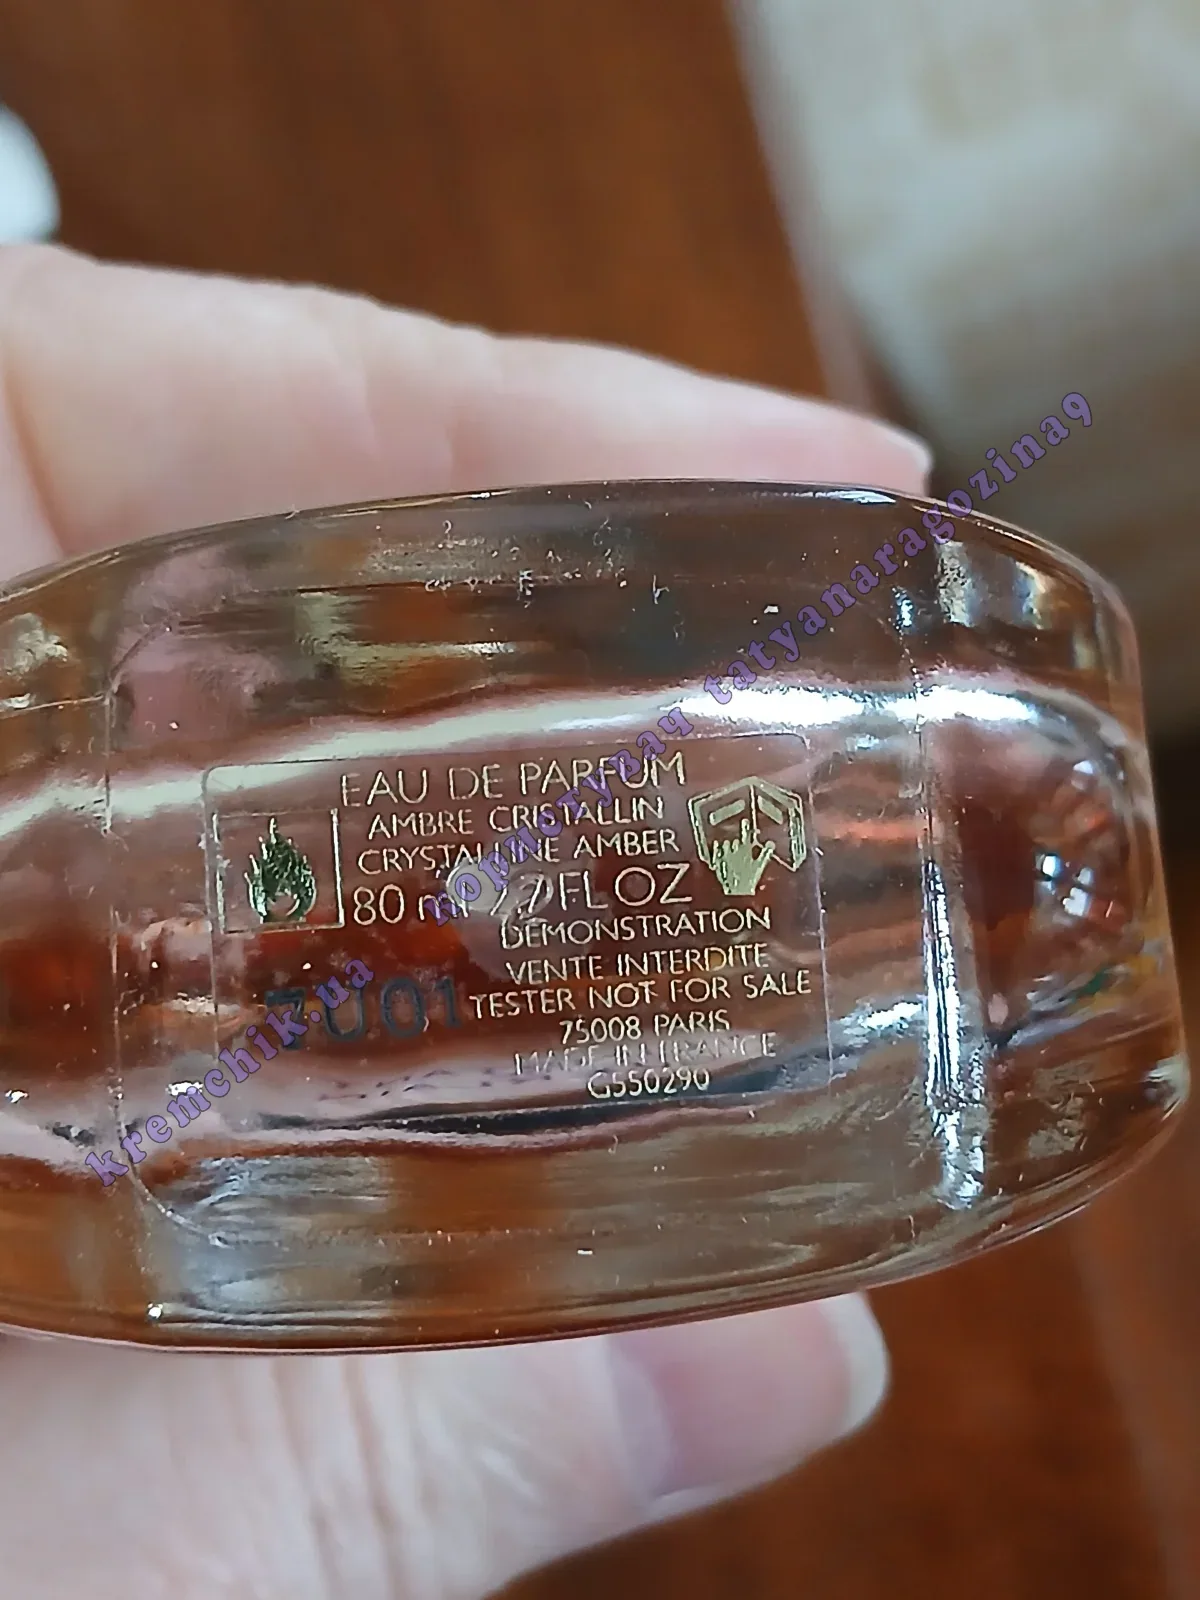 EAU DE PARFUM
AMBRE CRISTALLIN
CRYSTALLINE AMBER
80 ml 2,7 FL OZ
DEMONSTRATION
VENTE INTERDITE
TESTER NOT FOR SALE
75008 PARIS
MADE IN FRANCE
G550290
7U01
kremchik.ua користувач tatyanaragozina9